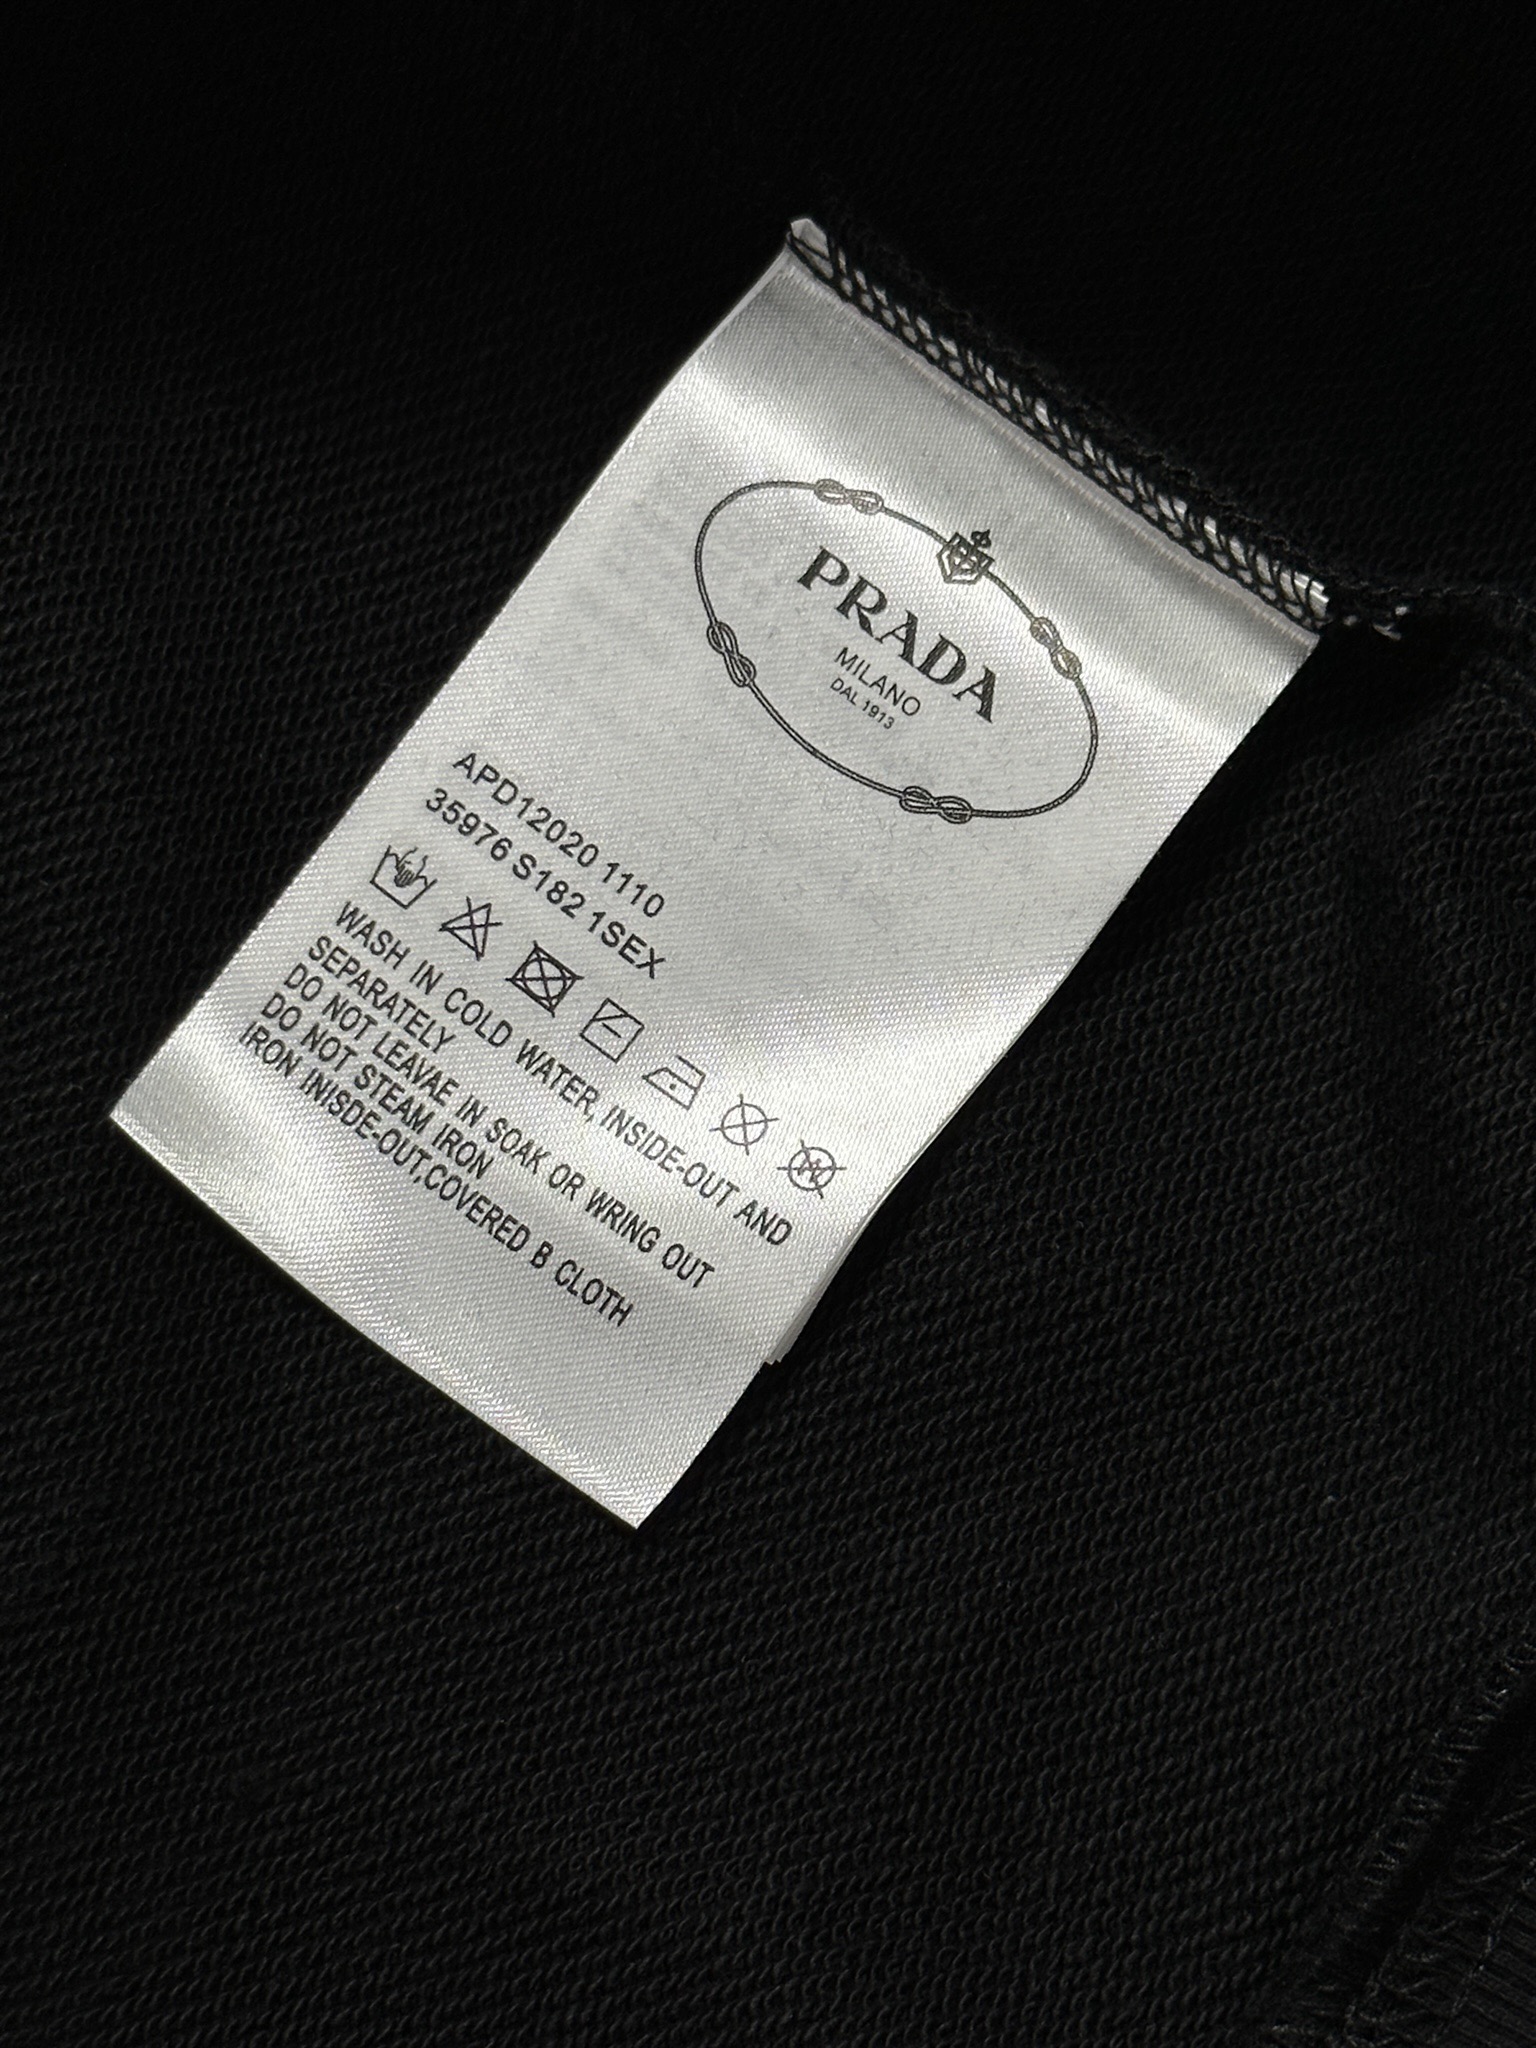 PRADA
MILANO
DAL 1913
APD12020 1110
35976 S182 1SEX
WASH IN COLD WATER, INSIDE-OUT AND
SEPARATELY
DO NOT LEAVAE IN SOAK OR WRING OUT
DO NOT STEAM IRON
IRON INISDE-OUT,COVERED B CLOTH